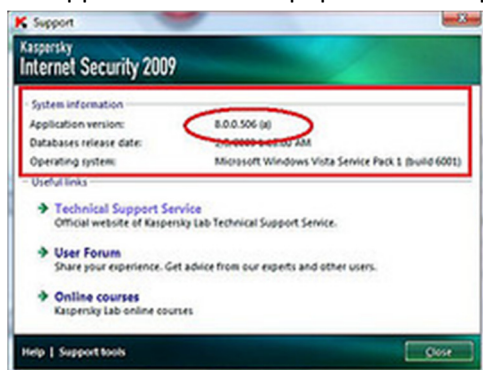 Support
Kaspersky
Internet Security 2009
System information
Application version: 8.0.0.506 (a)
Databases release date: AM
Operating system: Microsoft Windows Vista Service Pack 1 (build 6001)
Useful links
Technical Support Service
Official website of Kaspersky Lab Technical Support Service.
User Forum
Share your experience. Get advice from our experts and other users.
Online courses
Kaspersky Lab online courses
Help | Support tools Close